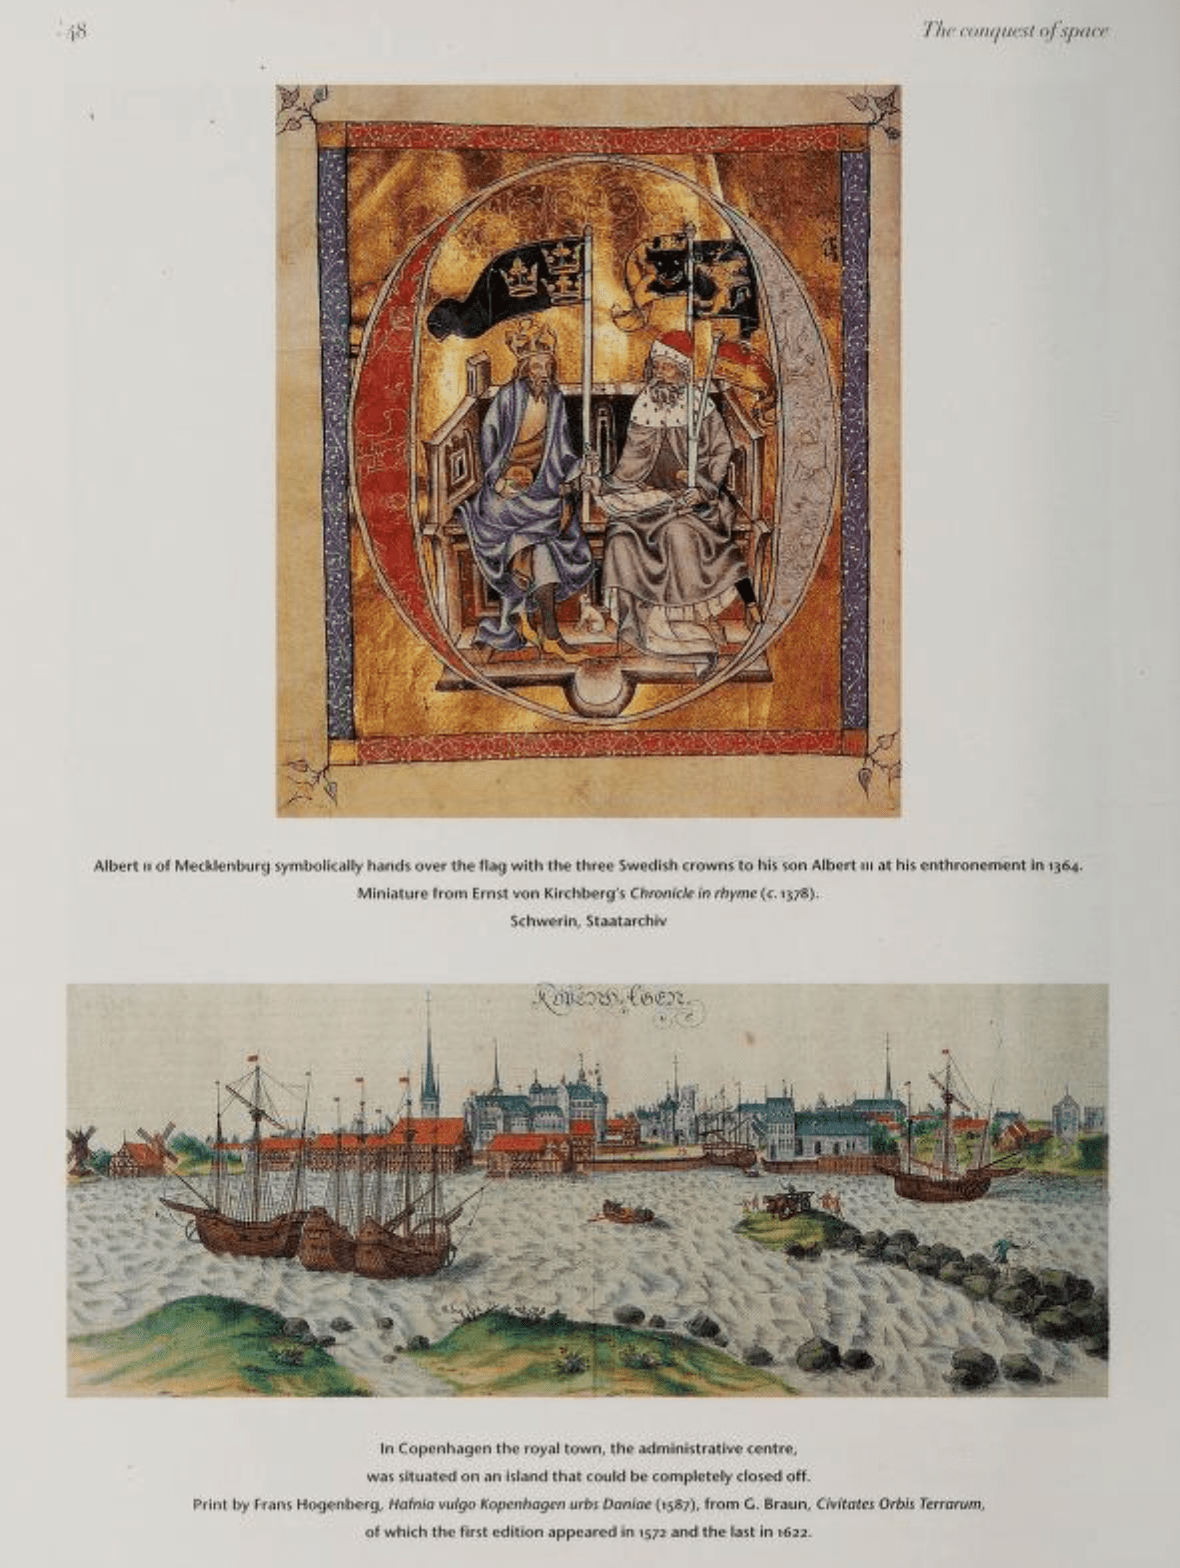 48
The conquest of space
Albert II of Mecklenburg symbolically hands over the flag with the three Swedish crowns to his son Albert III at his enthronement in 1364.
Miniature from Ernst von Kirchberg's Chronicle in rhyme (c. 1378).
Schwerin, Staatarchiv
In Copenhagen the royal town, the administrative centre,
was situated on an island that could be completely closed off.
Print by Frans Hogenberg, Hafnia vulgo Kopenhagen urbs Daniae (1587), from G. Braun, Civitates Orbis Terrarum,
of which the first edition appeared in 1572 and the last in 1622.